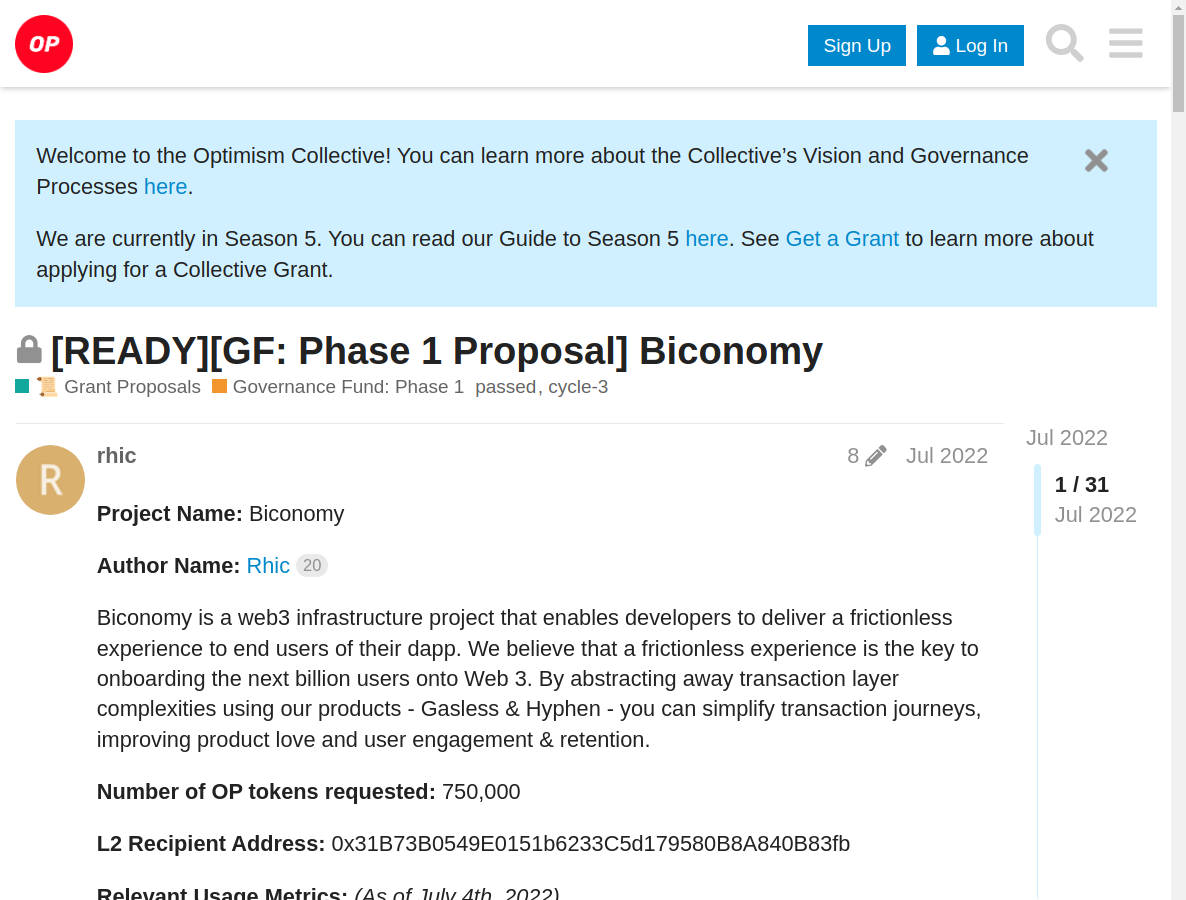 OP
Sign Up
Log In
Welcome to the Optimism Collective! You can learn more about the Collective’s Vision and Governance
Processes here.
We are currently in Season 5. You can read our Guide to Season 5 here. See Get a Grant to learn more about
applying for a Collective Grant.
[READY][GF: Phase 1 Proposal] Biconomy
Grant Proposals Governance Fund: Phase 1 passed, cycle-3
Jul 2022
R
rhic
8 Jul 2022
1 / 31
Jul 2022
Project Name: Biconomy
Author Name: Rhic 20
Biconomy is a web3 infrastructure project that enables developers to deliver a frictionless
experience to end users of their dapp. We believe that a frictionless experience is the key to
onboarding the next billion users onto Web 3. By abstracting away transaction layer
complexities using our products - Gasless & Hyphen - you can simplify transaction journeys,
improving product love and user engagement & retention.
Number of OP tokens requested: 750,000
L2 Recipient Address: 0x31B73B0549E0151b6233C5d179580B8A840B83fb
Relevant Usage Metrics: (As of July 4th, 2022)